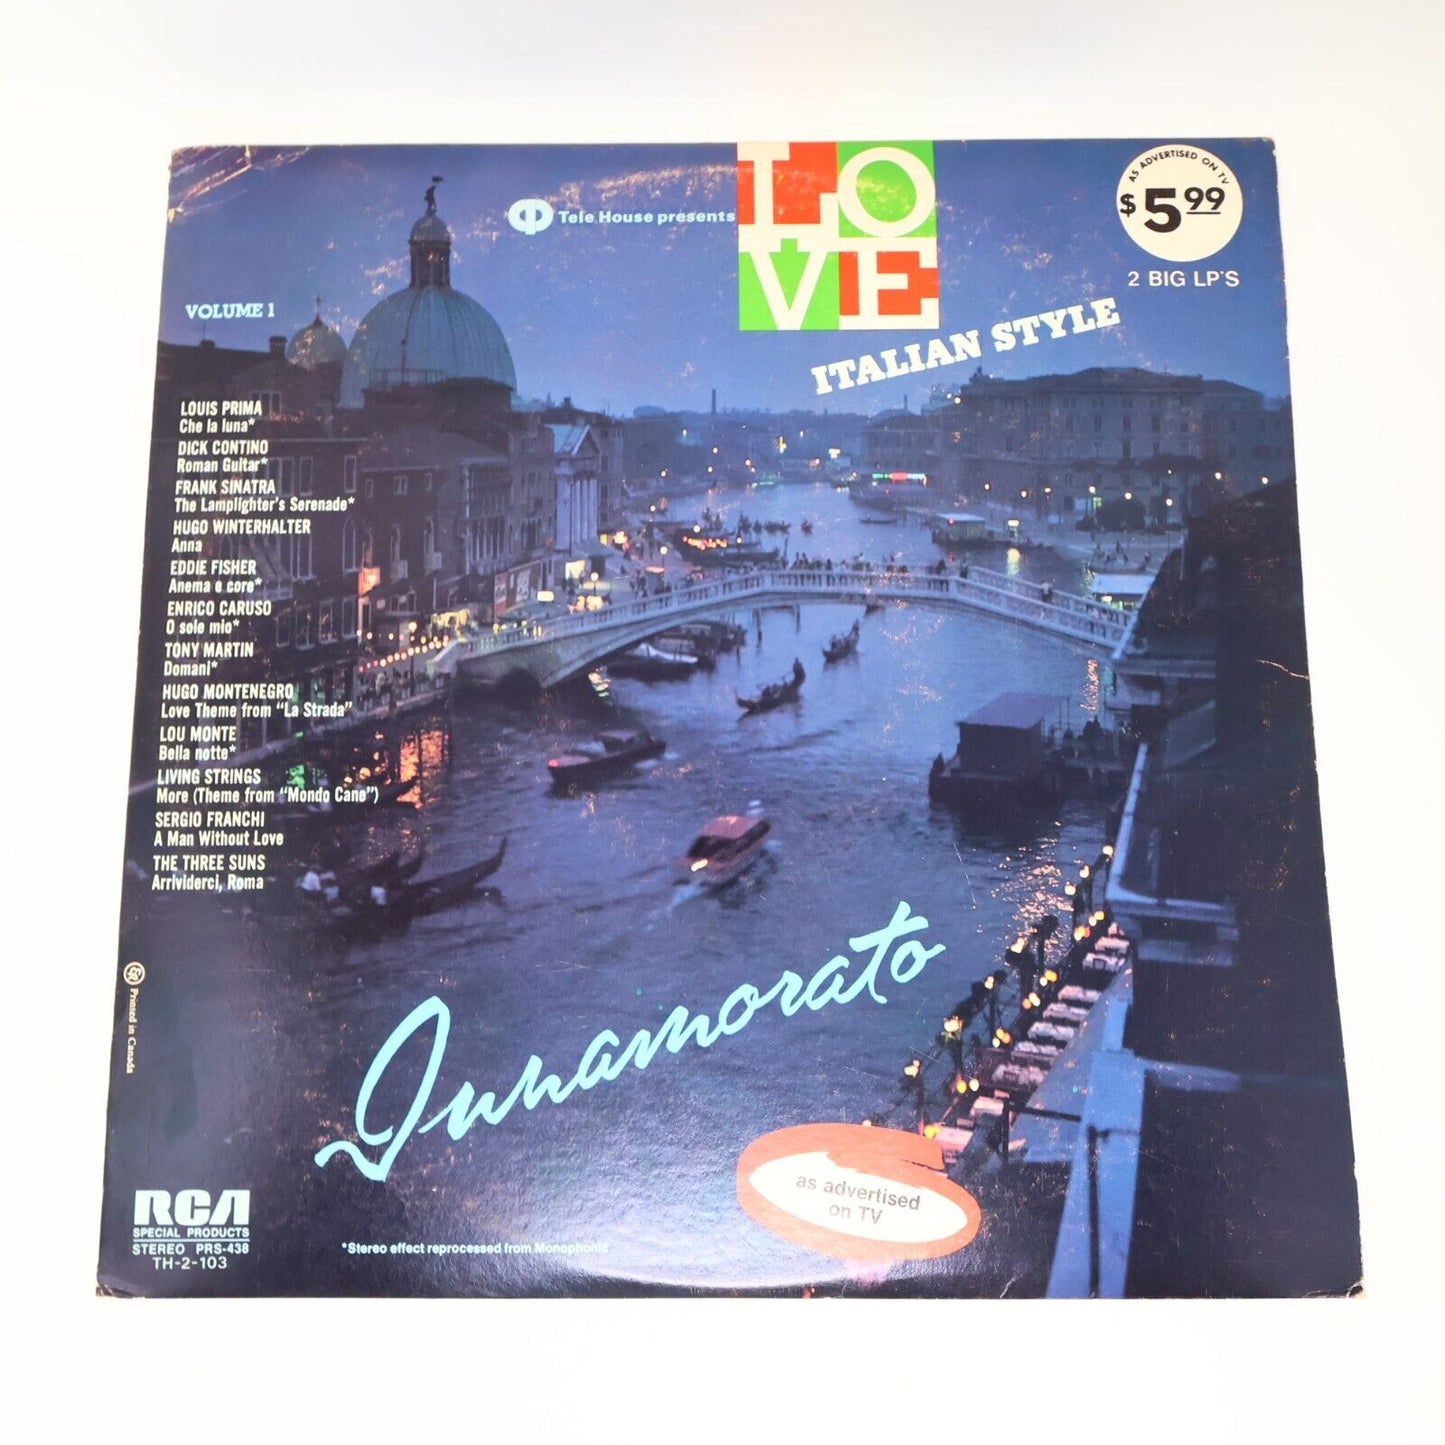 Tele House presents
LOVE
ITALIAN STYLE
AS ADVERTISED ON TV
$5.99
2 BIG LP'S
VOLUME 1
LOUIS PRIMA
Che la luna*
DICK CONTINO
Roman Guitar*
FRANK SINATRA
The Lamplighter's Serenade*
HUGO WINTERHALTER
Anna
EDDIE FISHER
Anema e core*
ENRICO CARUSO
O sole mio*
TONY MARTIN
Domani*
HUGO MONTENEGRO
Love Theme from "La Strada"
LOU MONTE
Bella notte*
LIVING STRINGS
More (Theme from "Mondo Cane")
SERGIO FRANCHI
A Man Without Love
THE THREE SUNS
Arrividerci, Roma
Printed in Canada
Innamorato
as advertised
on TV
RCA
SPECIAL PRODUCTS
STEREO PRS-438
TH-2-103
*Stereo effect reprocessed from Monophonic